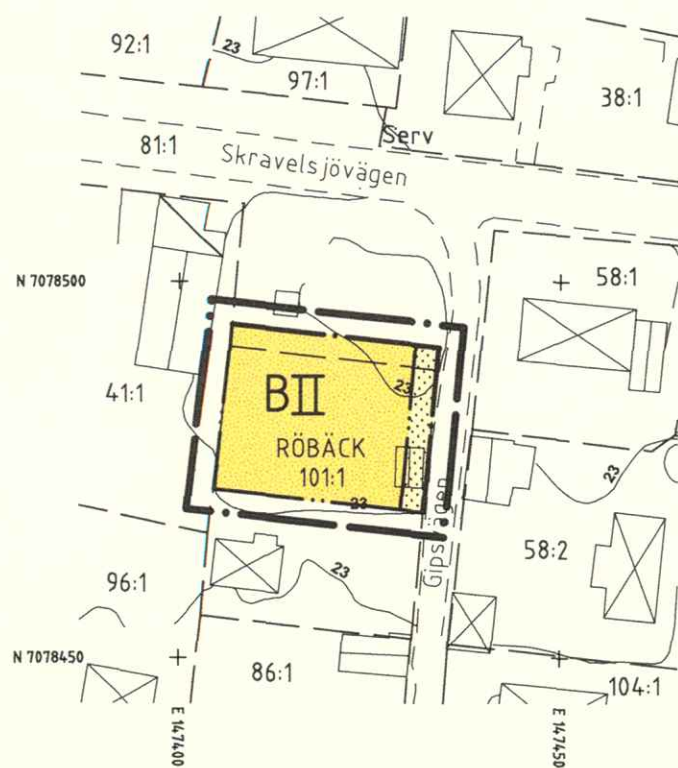 92:1
23
97:1
38:1
Serv
81:1
Skravelsjövägen
N 7078500
58:1
41:1
BII
23
RÖBÄCK
101:1
23
23
Gipsvägen
58:2
96:1
23
N 7078450
86:1
104:1
E 147400
E 147450